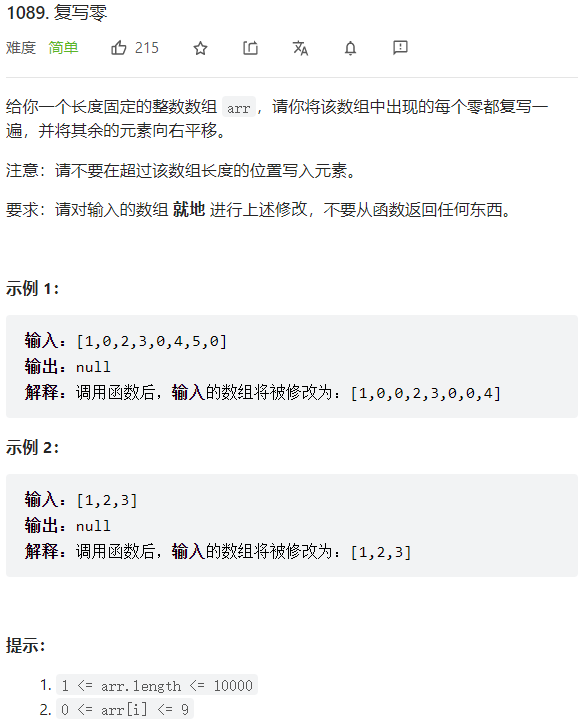 1089. 复写零
难度 简单 215
给你一个长度固定的整数数组 arr，请你将该数组中出现的每个零都复写一
遍，并将其余的元素向右平移。
注意：请不要在超过该数组长度的位置写入元素。
要求：请对输入的数组 就地 进行上述修改，不要从函数返回任何东西。
示例 1：
输入：[1,0,2,3,0,4,5,0]
输出：null
解释：调用函数后，输入的数组将被修改为：[1,0,0,2,3,0,0,4]
示例 2：
输入：[1,2,3]
输出：null
解释：调用函数后，输入的数组将被修改为：[1,2,3]
提示：
1. 1 <= arr.length <= 10000
2. 0 <= arr[i] <= 9